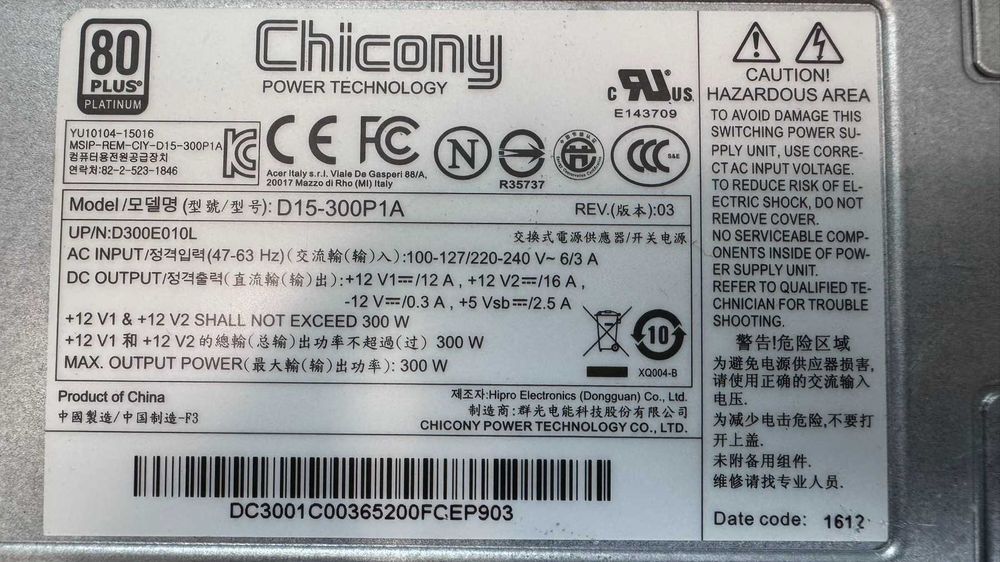 80
PLUS®
PLATINUM
Chicony
POWER TECHNOLOGY
c RU® US
E143709
YU10104-15016
MSIP-REM-CIY-D15-300P1A
컴퓨터용전원공급장치
연락처:82-2-523-1846
CE FC
Acer Italy s.r.l. Viale De Gasperi 88/A,
20017 Mazzo di Rho (MI) Italy
N
R35737
CCC S&E
Model/모델명 (型號/型号): D15-300P1A
REV.(版本):03
UP/N:D300E010L
交換式電源供應器/开关电源
AC INPUT/정격입력(47-63 Hz)(交流輸(输)入):100-127/220-240 V~ 6/3 A
DC OUTPUT/정격출력(直流輸(输)出):+12 V1⎓/12 A , +12 V2⎓/16 A ,
-12 V⎓/0.3 A , +5 Vsb⎓/2.5 A
+12 V1 & +12 V2 SHALL NOT EXCEED 300 W
+12 V1 和 +12 V2 的總輸(总输)出功率不超過(过) 300 W
MAX. OUTPUT POWER(最大輸(输)出功率): 300 W
10
XQ004-B
Product of China
中國製造/中国制造-F3
제조자:Hipro Electronics (Dongguan) Co., Ltd.
制造商:群光电能科技股份有限公司
CHICONY POWER TECHNOLOGY CO., LTD.
DC3001C00365200FCEP903
CAUTION!
HAZARDOUS AREA
TO AVOID DAMAGE THIS
SWITCHING POWER SU-
PPLY UNIT, USE CORRE-
CT AC INPUT VOLTAGE.
TO REDUCE RISK OF EL-
ECTRIC SHOCK, DO NOT
REMOVE COVER.
NO SERVICEABLE COMP-
ONENTS INSIDE OF POW-
ER SUPPLY UNIT.
REFER TO QUALIFIED TE-
CHNICIAN FOR TROUBLE
SHOOTING.
警告!危险区域
为避免电源供应器损害,
请使用正确的交流输入
电压.
为减少电击危险,不要打
开上盖.
未附备用组件.
维修请找专业人员.
Date code: 1612